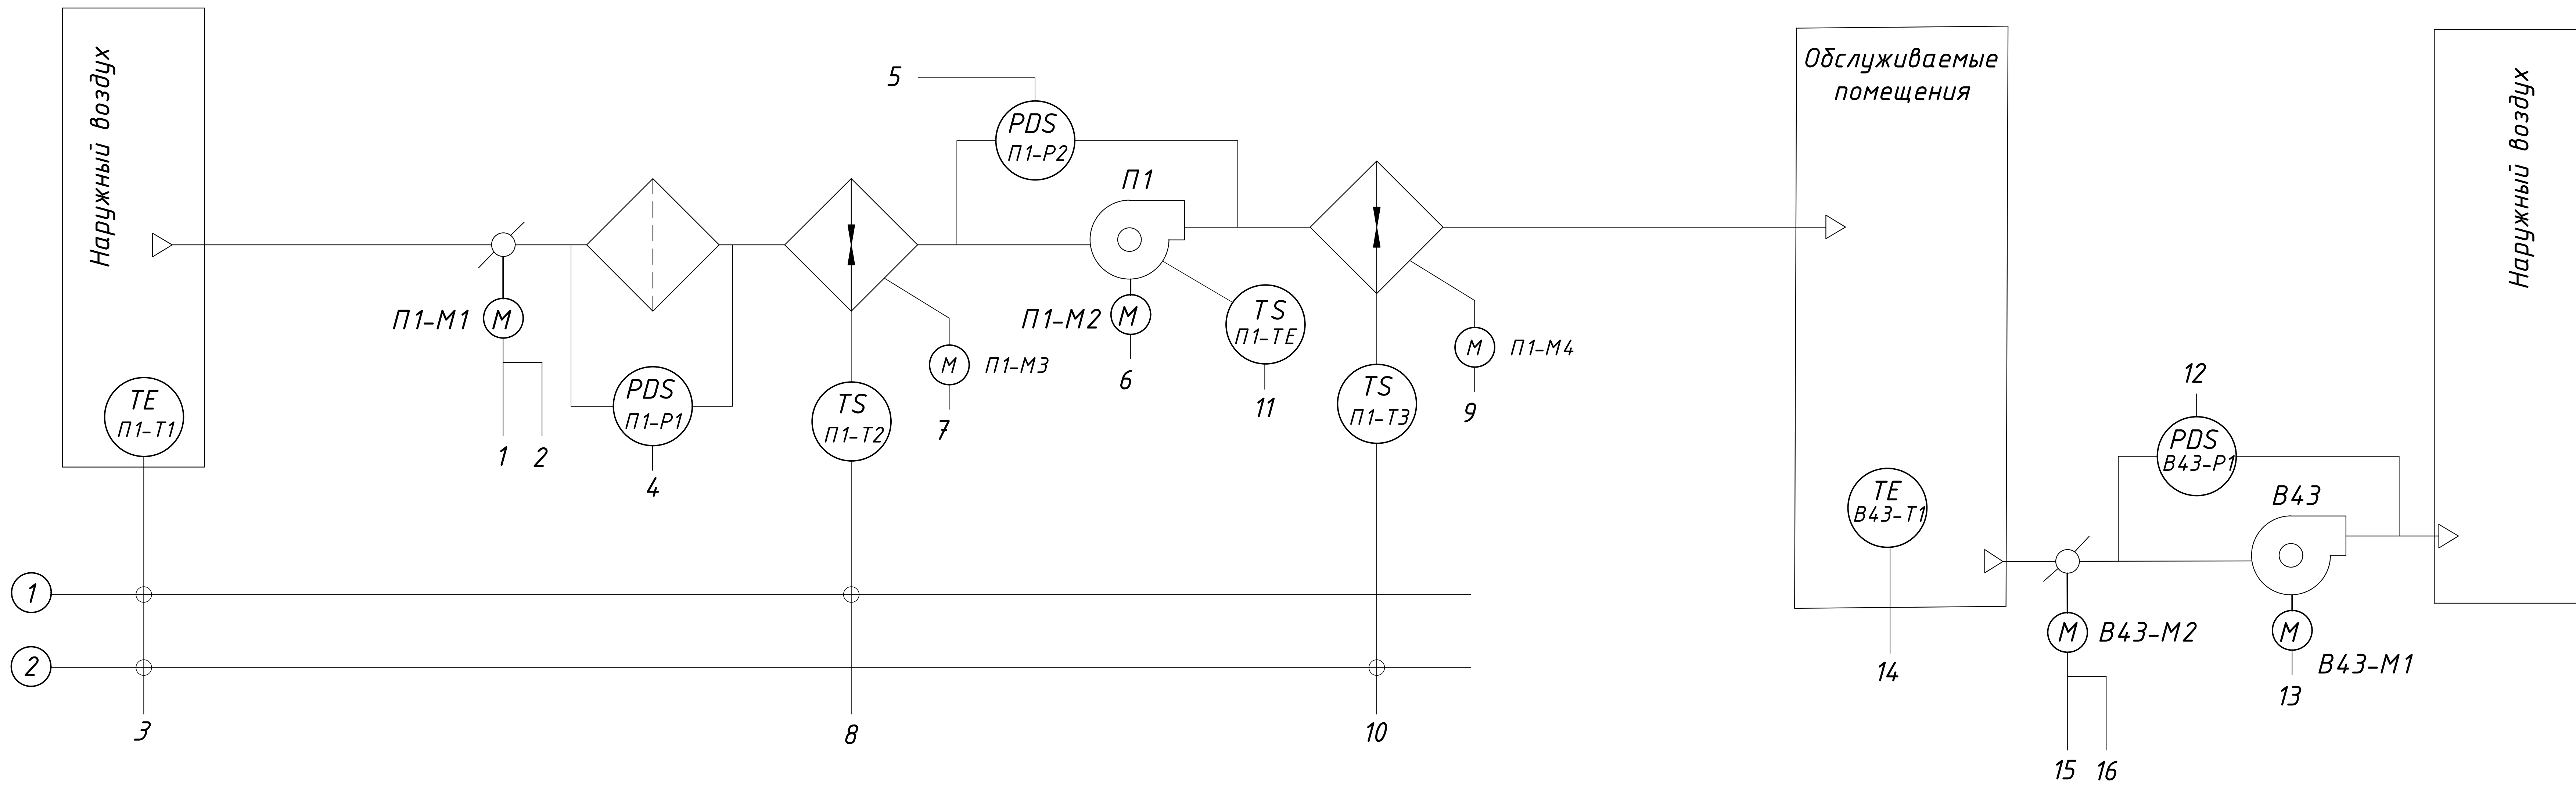 Наружный воздух
TE
П1-Т1
П1-М1
M
1
2
PDS
П1-Р1
4
TS
П1-Т2
M
П1-М3
7
5
PDS
П1-Р2
П1
П1-М2
M
6
TS
П1-ТЕ
11
TS
П1-Т3
M
П1-М4
9
Обслуживаемые
помещения
TE
В43-Т1
14
12
PDS
В43-Р1
В43
M
В43-М2
M
В43-М1
13
15
16
Наружный воздух
1
2
3
8
10